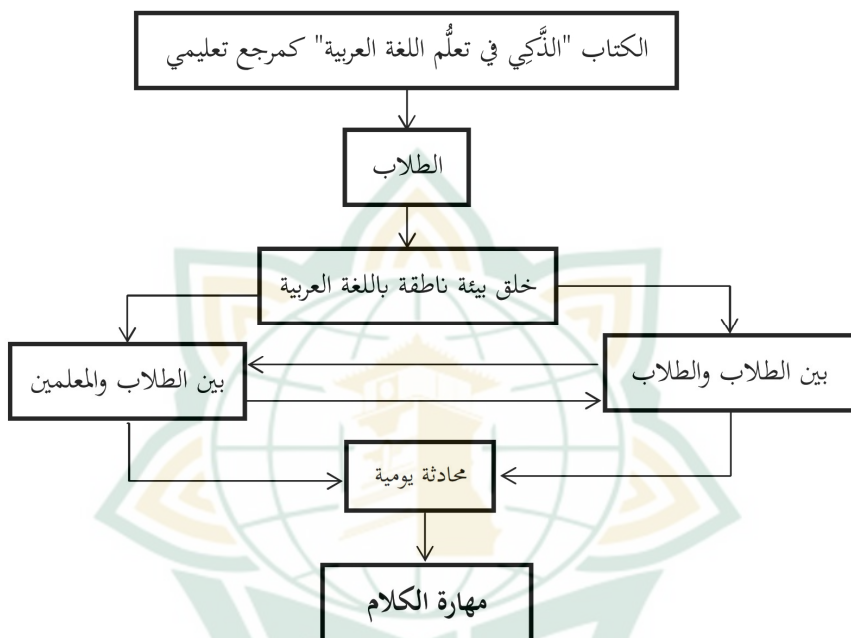 الكتاب "الذَّكِي في تعلُّم اللغة العربية" كمرجع تعليمي
الطلاب
خلق بيئة ناطقة باللغة العربية
بين الطلاب والطلاب
بين الطلاب والمعلمين
محادثة يومية
مهارة الكلام